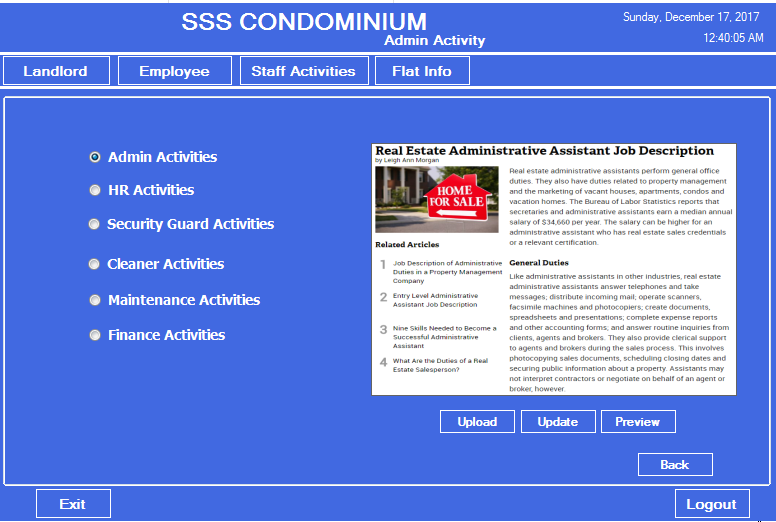 SSS CONDOMINIUM
Admin Activity
Sunday, December 17, 2017
12:40:05 AM
Landlord
Employee
Staff Activities
Flat Info
Admin Activities
HR Activities
Security Guard Activities
Cleaner Activities
Maintenance Activities
Finance Activities
Real Estate Administrative Assistant Job Description
by Leigh Ann Morgan
HOME
FOR SALE
Related Articles
1 Job Description of Administrative
Duties in a Property Management
Company
2 Entry Level Administrative
Assistant Job Description
3 Nine Skills Needed to Become a
Successful Administrative
Assistant
4 What Are the Duties of a Real
Estate Salesperson?
Real estate administrative assistants perform general office
duties. They also have duties related to property management
and the marketing of vacant houses, apartments, condos and
vacation homes. The Bureau of Labor Statistics reports that
secretaries and administrative assistants earn a median annual
salary of $34,660 per year. The salary can be higher for an
administrative assistant who has real estate sales credentials
or a relevant certification.
General Duties
Like administrative assistants in other industries, real estate
administrative assistants answer telephones and take
messages; distribute incoming mail; operate scanners,
facsimile machines and photocopiers; create documents,
spreadsheets and presentations; complete expense reports
and other accounting forms; and answer routine inquiries from
clients, agents and brokers. They also provide clerical support
to agents and brokers during the sales process. This involves
photocopying sales documents, scheduling closing dates and
securing public information about a property. Assistants may
not interpret contractors or negotiate on behalf of an agent or
broker, however.
Upload
Update
Preview
Back
Exit
Logout